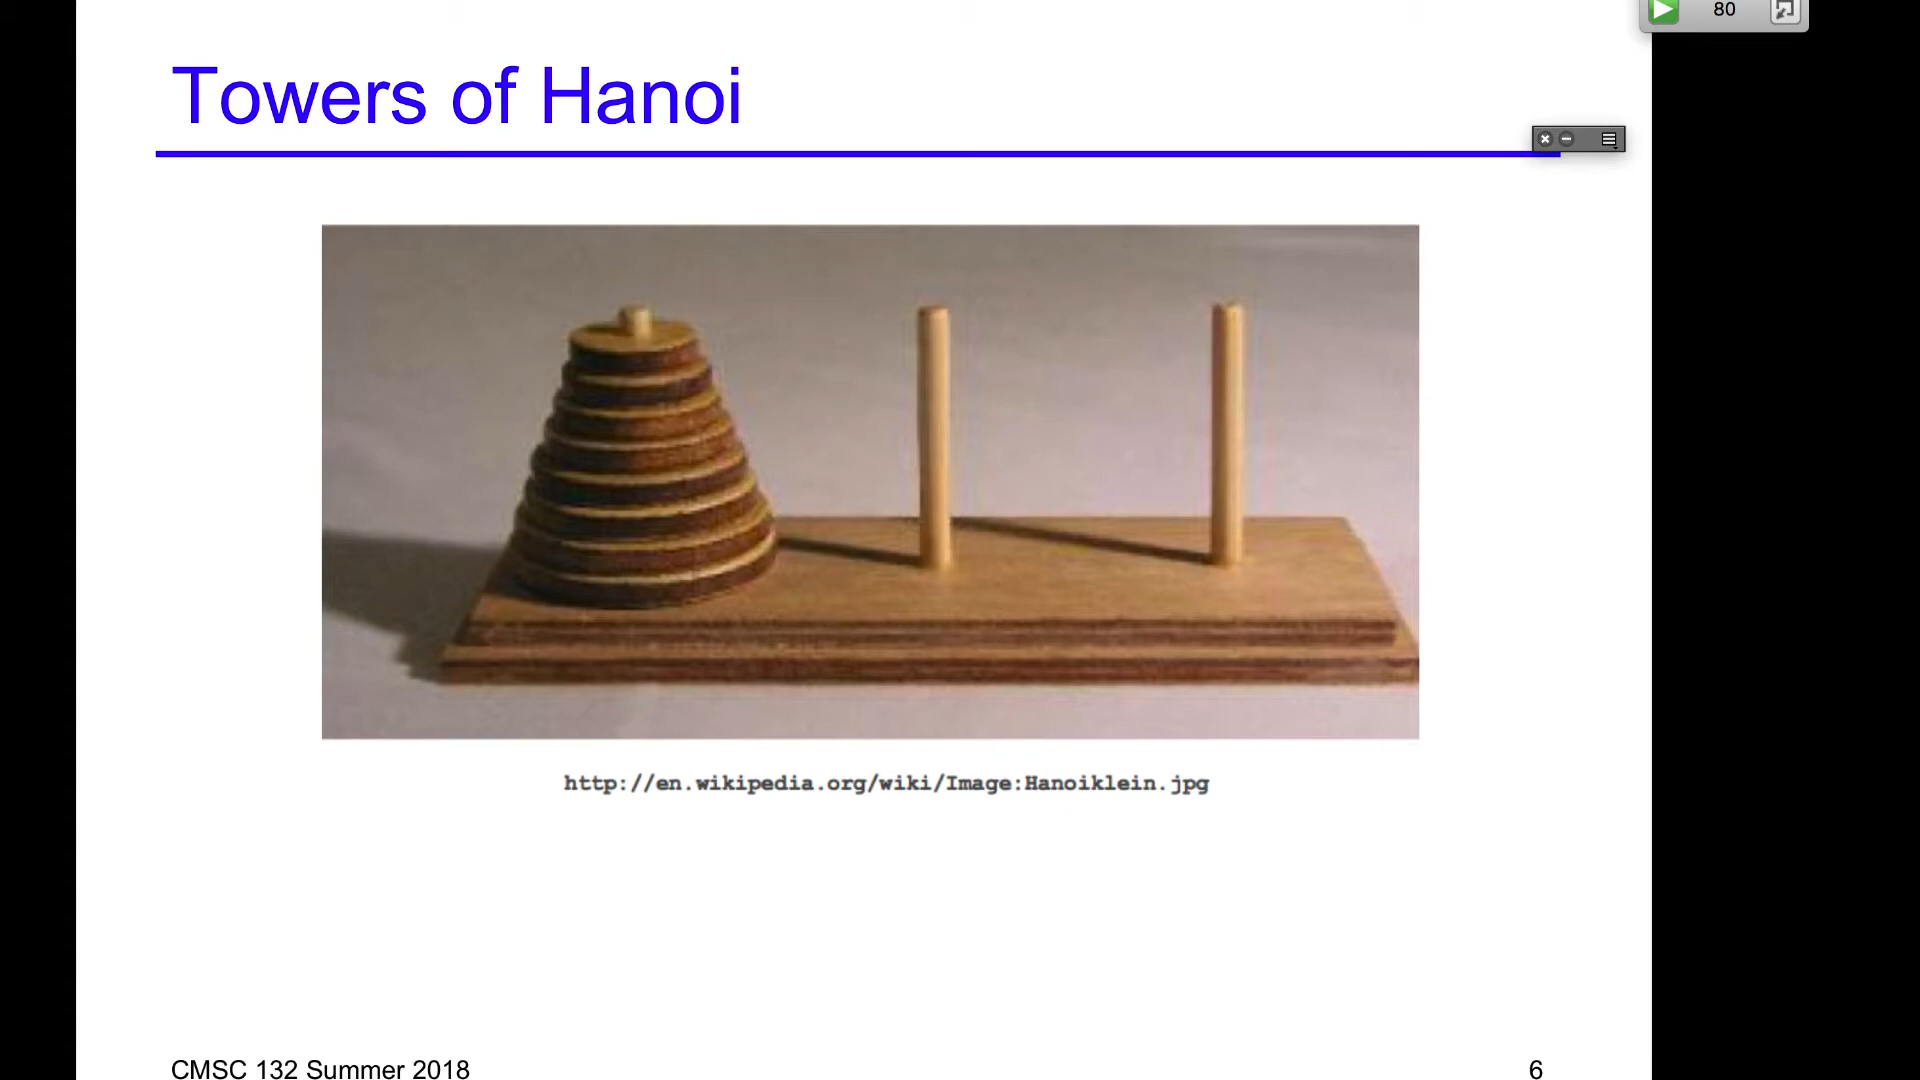 80
Towers of Hanoi
http://en.wikipedia.org/wiki/Image:Hanoiklein.jpg
CMSC 132 Summer 2018
6